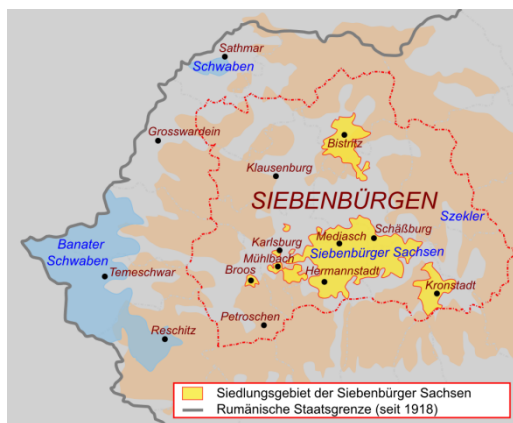 Sathmar
Schwaben
Grosswardein
Bistritz
Klausenburg
SIEBENBÜRGEN
Szekler
Schäßburg
Mediasch
Karlsburg
Siebenbürger Sachsen
Banater
Schwaben
Mühlbach
Temeschwar
Broos
Hermannstadt
Kronstadt
Petroschen
Reschitz
Siedlungsgebiet der Siebenbürger Sachsen
Rumänische Staatsgrenze (seit 1918)